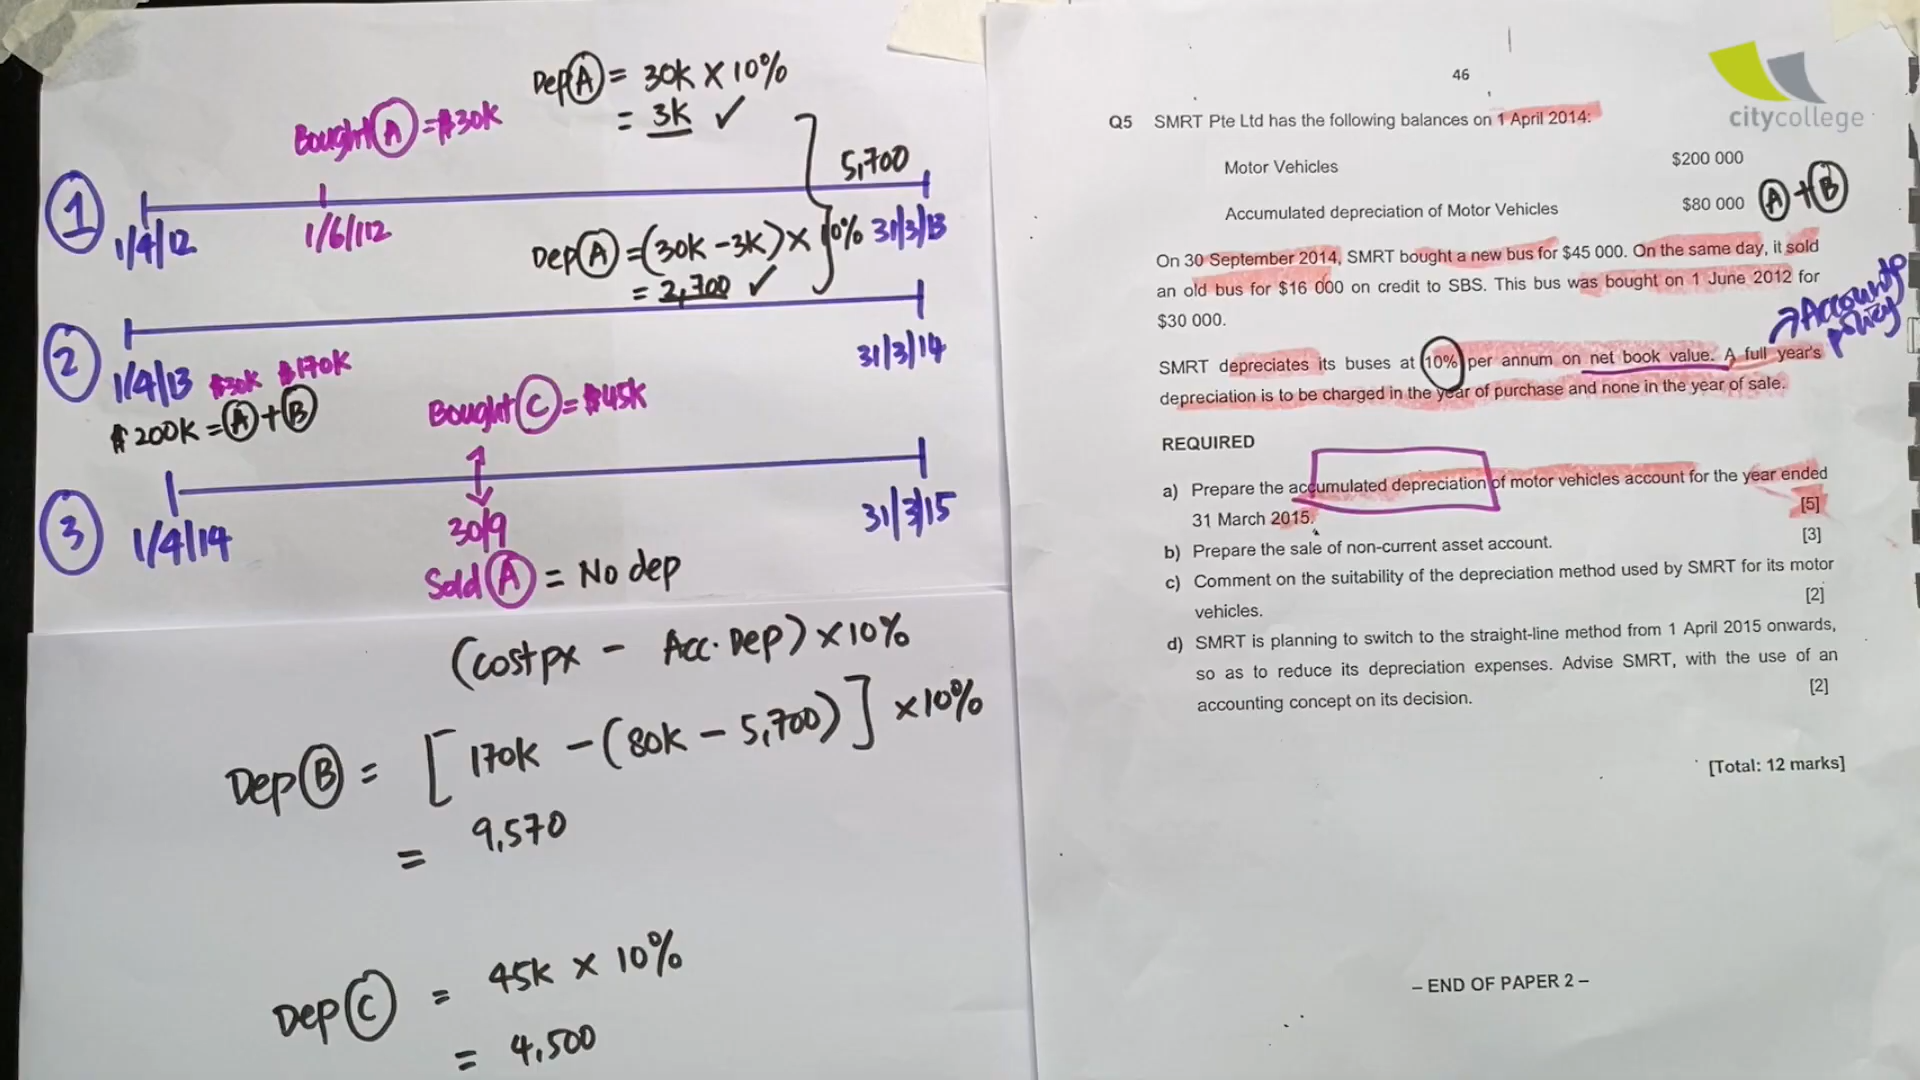 Dep(A) = 30K × 10%
= 3K ✓
Bought (A) = $30K
5,700
1
1/4/12
1/6/112
31/3/13
Dep(A) = (30K - 3K) × 10%
= 2,700 ✓
2
1/4/13
$30K $170K
31/3/14
$200K = (A) + (B)
Bought (C) = $45K
3
1/4/14
30/9
31/3/15
Sold (A) = No dep
(cost px - Acc. Dep) × 10%
Dep(B) = [170K - (80K - 5,700)] × 10%
= 9,570
Dep(C) = 45K × 10%
= 4,500
citycollege
46
Q5 SMRT Pte Ltd has the following balances on 1 April 2014:
Motor Vehicles $200 000
Accumulated depreciation of Motor Vehicles $80 000 (A) + (B)
On 30 September 2014, SMRT bought a new bus for $45 000. On the same day, it sold
an old bus for $16 000 on credit to SBS. This bus was bought on 1 June 2012 for
$30 000.
SMRT depreciates its buses at 10% per annum on net book value. A full year's
depreciation is to be charged in the year of purchase and none in the year of sale.
policy
REQUIRED
a) Prepare the accumulated depreciation of motor vehicles account for the year ended
31 March 2015. [5]
b) Prepare the sale of non-current asset account. [3]
c) Comment on the suitability of the depreciation method used by SMRT for its motor
vehicles. [2]
d) SMRT is planning to switch to the straight-line method from 1 April 2015 onwards,
so as to reduce its depreciation expenses. Advise SMRT, with the use of an
accounting concept on its decision. [2]
[Total: 12 marks]
– END OF PAPER 2 –